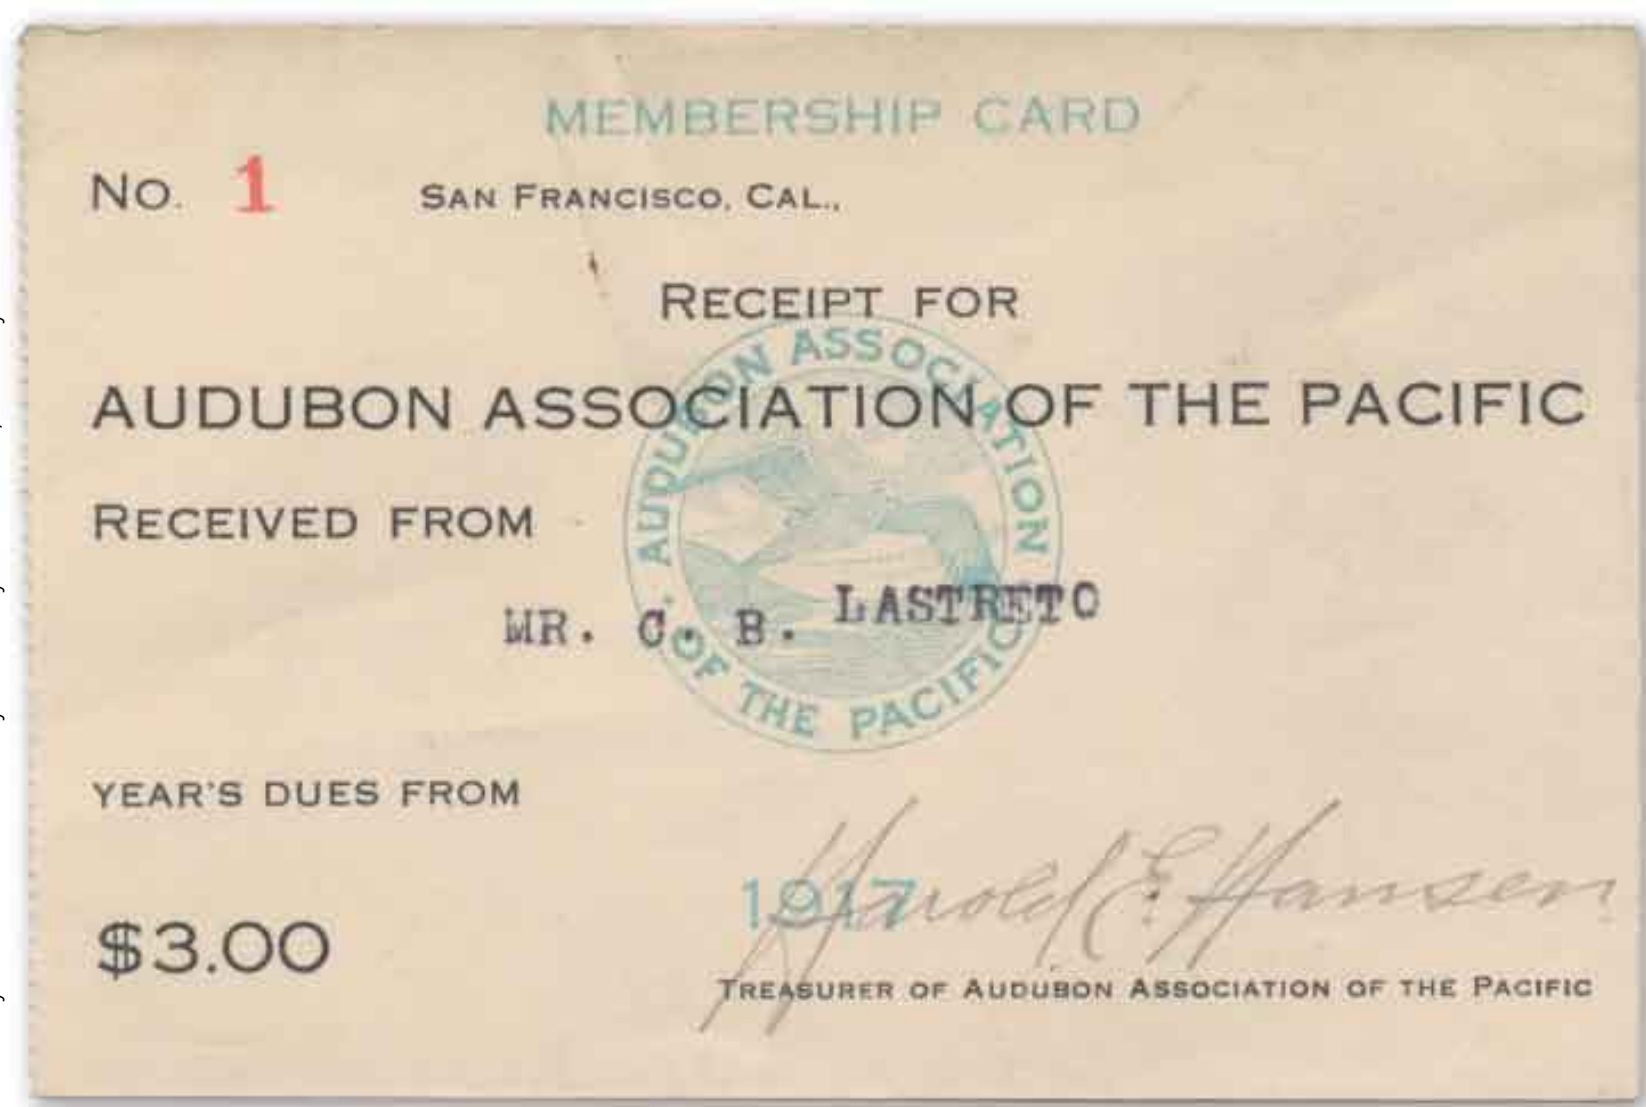 MEMBERSHIP CARD
No. 1 SAN FRANCISCO, CAL.,
RECEIPT FOR
AUDUBON ASSOCIATION OF THE PACIFIC
AUDUBON ASSOCIATION OF THE PACIFIC
RECEIVED FROM
MR. C. B. LASTRETO
YEAR'S DUES FROM
1917
Harold E. Hansen
$3.00
TREASURER OF AUDUBON ASSOCIATION OF THE PACIFIC